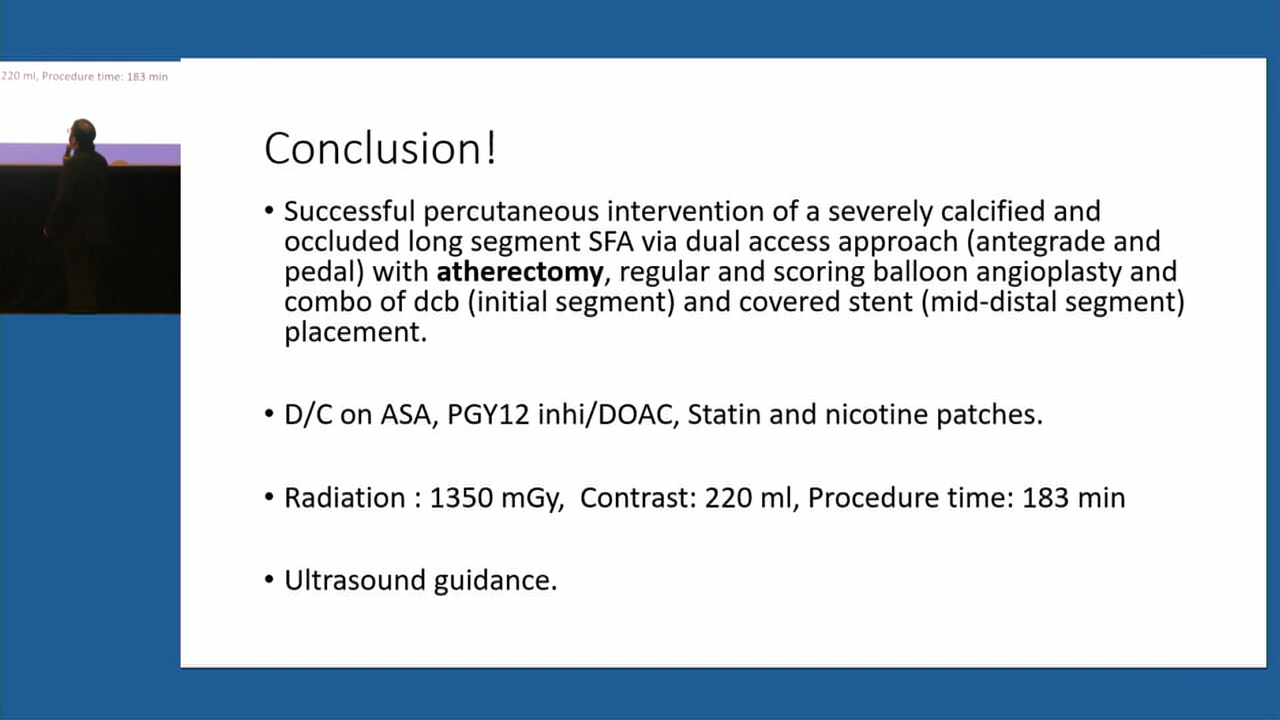 220 ml, Procedure time: 183 min
Conclusion!
• Successful percutaneous intervention of a severely calcified and
occluded long segment SFA via dual access approach (antegrade and
pedal) with atherectomy, regular and scoring balloon angioplasty and
combo of dcb (initial segment) and covered stent (mid-distal segment)
placement.
• D/C on ASA, PGY12 inhi/DOAC, Statin and nicotine patches.
• Radiation : 1350 mGy,  Contrast: 220 ml, Procedure time: 183 min
• Ultrasound guidance.